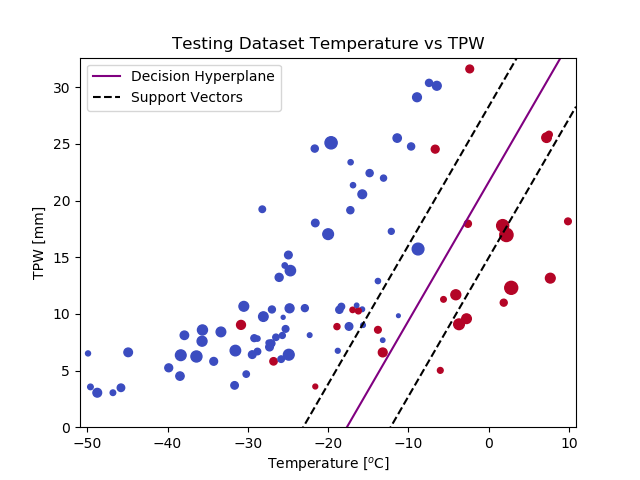 Testing Dataset Temperature vs TPW
Decision Hyperplane
Support Vectors
TPW [mm]
30
25
20
15
10
5
0
−50 −40 −30 −20 −10 0 10
Temperature [°C]